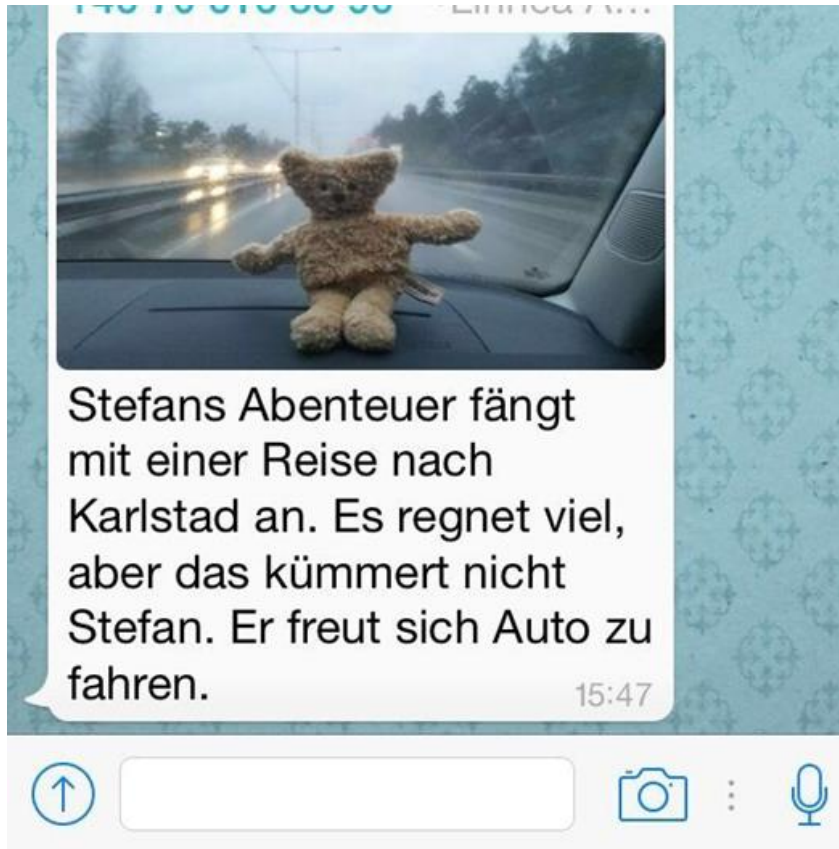 Stefans Abenteuer fängt
mit einer Reise nach
Karlstad an. Es regnet viel,
aber das kümmert nicht
Stefan. Er freut sich Auto zu
fahren.
15:47